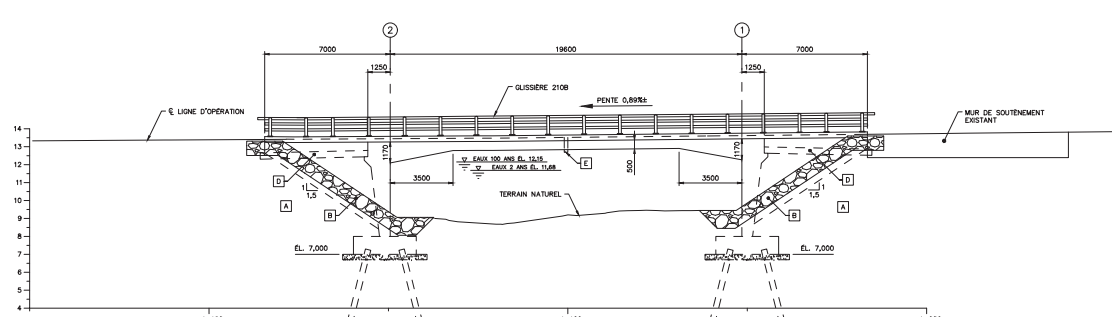 2
1
7000
19600
7000
1250
1250
GLISSIÈRE 210B
PENTE 0,89%±
℄ LIGNE D'OPÉRATION
MUR DE SOUTÈNEMENT
EXISTANT
14
13
12
11
10
9
8
7
6
5
4
1170
EAUX 100 ANS ÉL. 12,15
EAUX 2 ANS ÉL. 11,68
E
500
1170
3500
3500
D
D
1
1,5
1
1,5
A
B
TERRAIN NATUREL
B
A
ÉL. 7,000
ÉL. 7,000